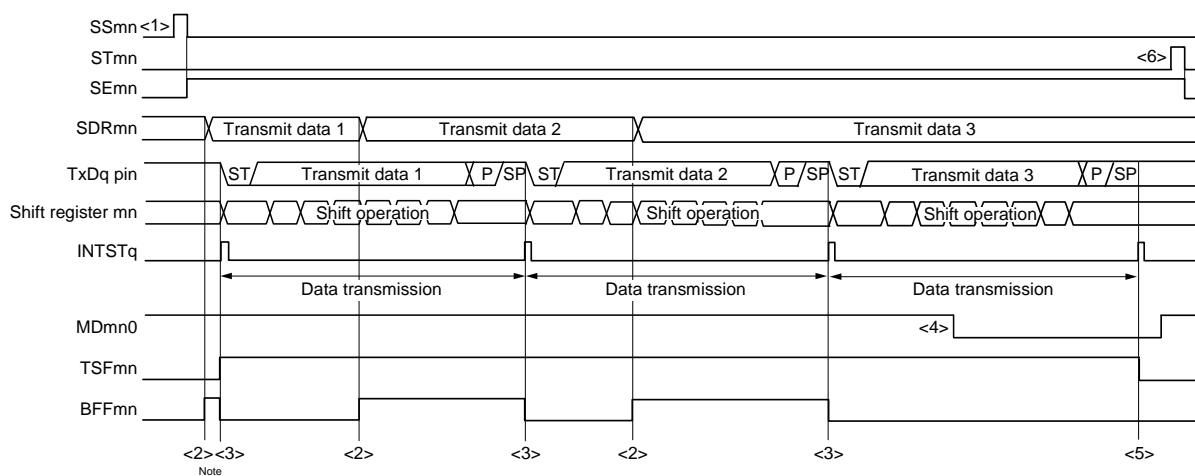 SSmn <1>
STmn <6>
SEmn
SDRmn Transmit data 1 Transmit data 2 Transmit data 3
TxDq pin ST Transmit data 1 P SP ST Transmit data 2 P SP ST Transmit data 3 P SP
Shift register mn Shift operation Shift operation Shift operation
INTSTq
Data transmission Data transmission Data transmission
MDmn0 <4>
TSFmn
BFFmn
<2> <3> <2> <3> <2> <3> <5>
Note